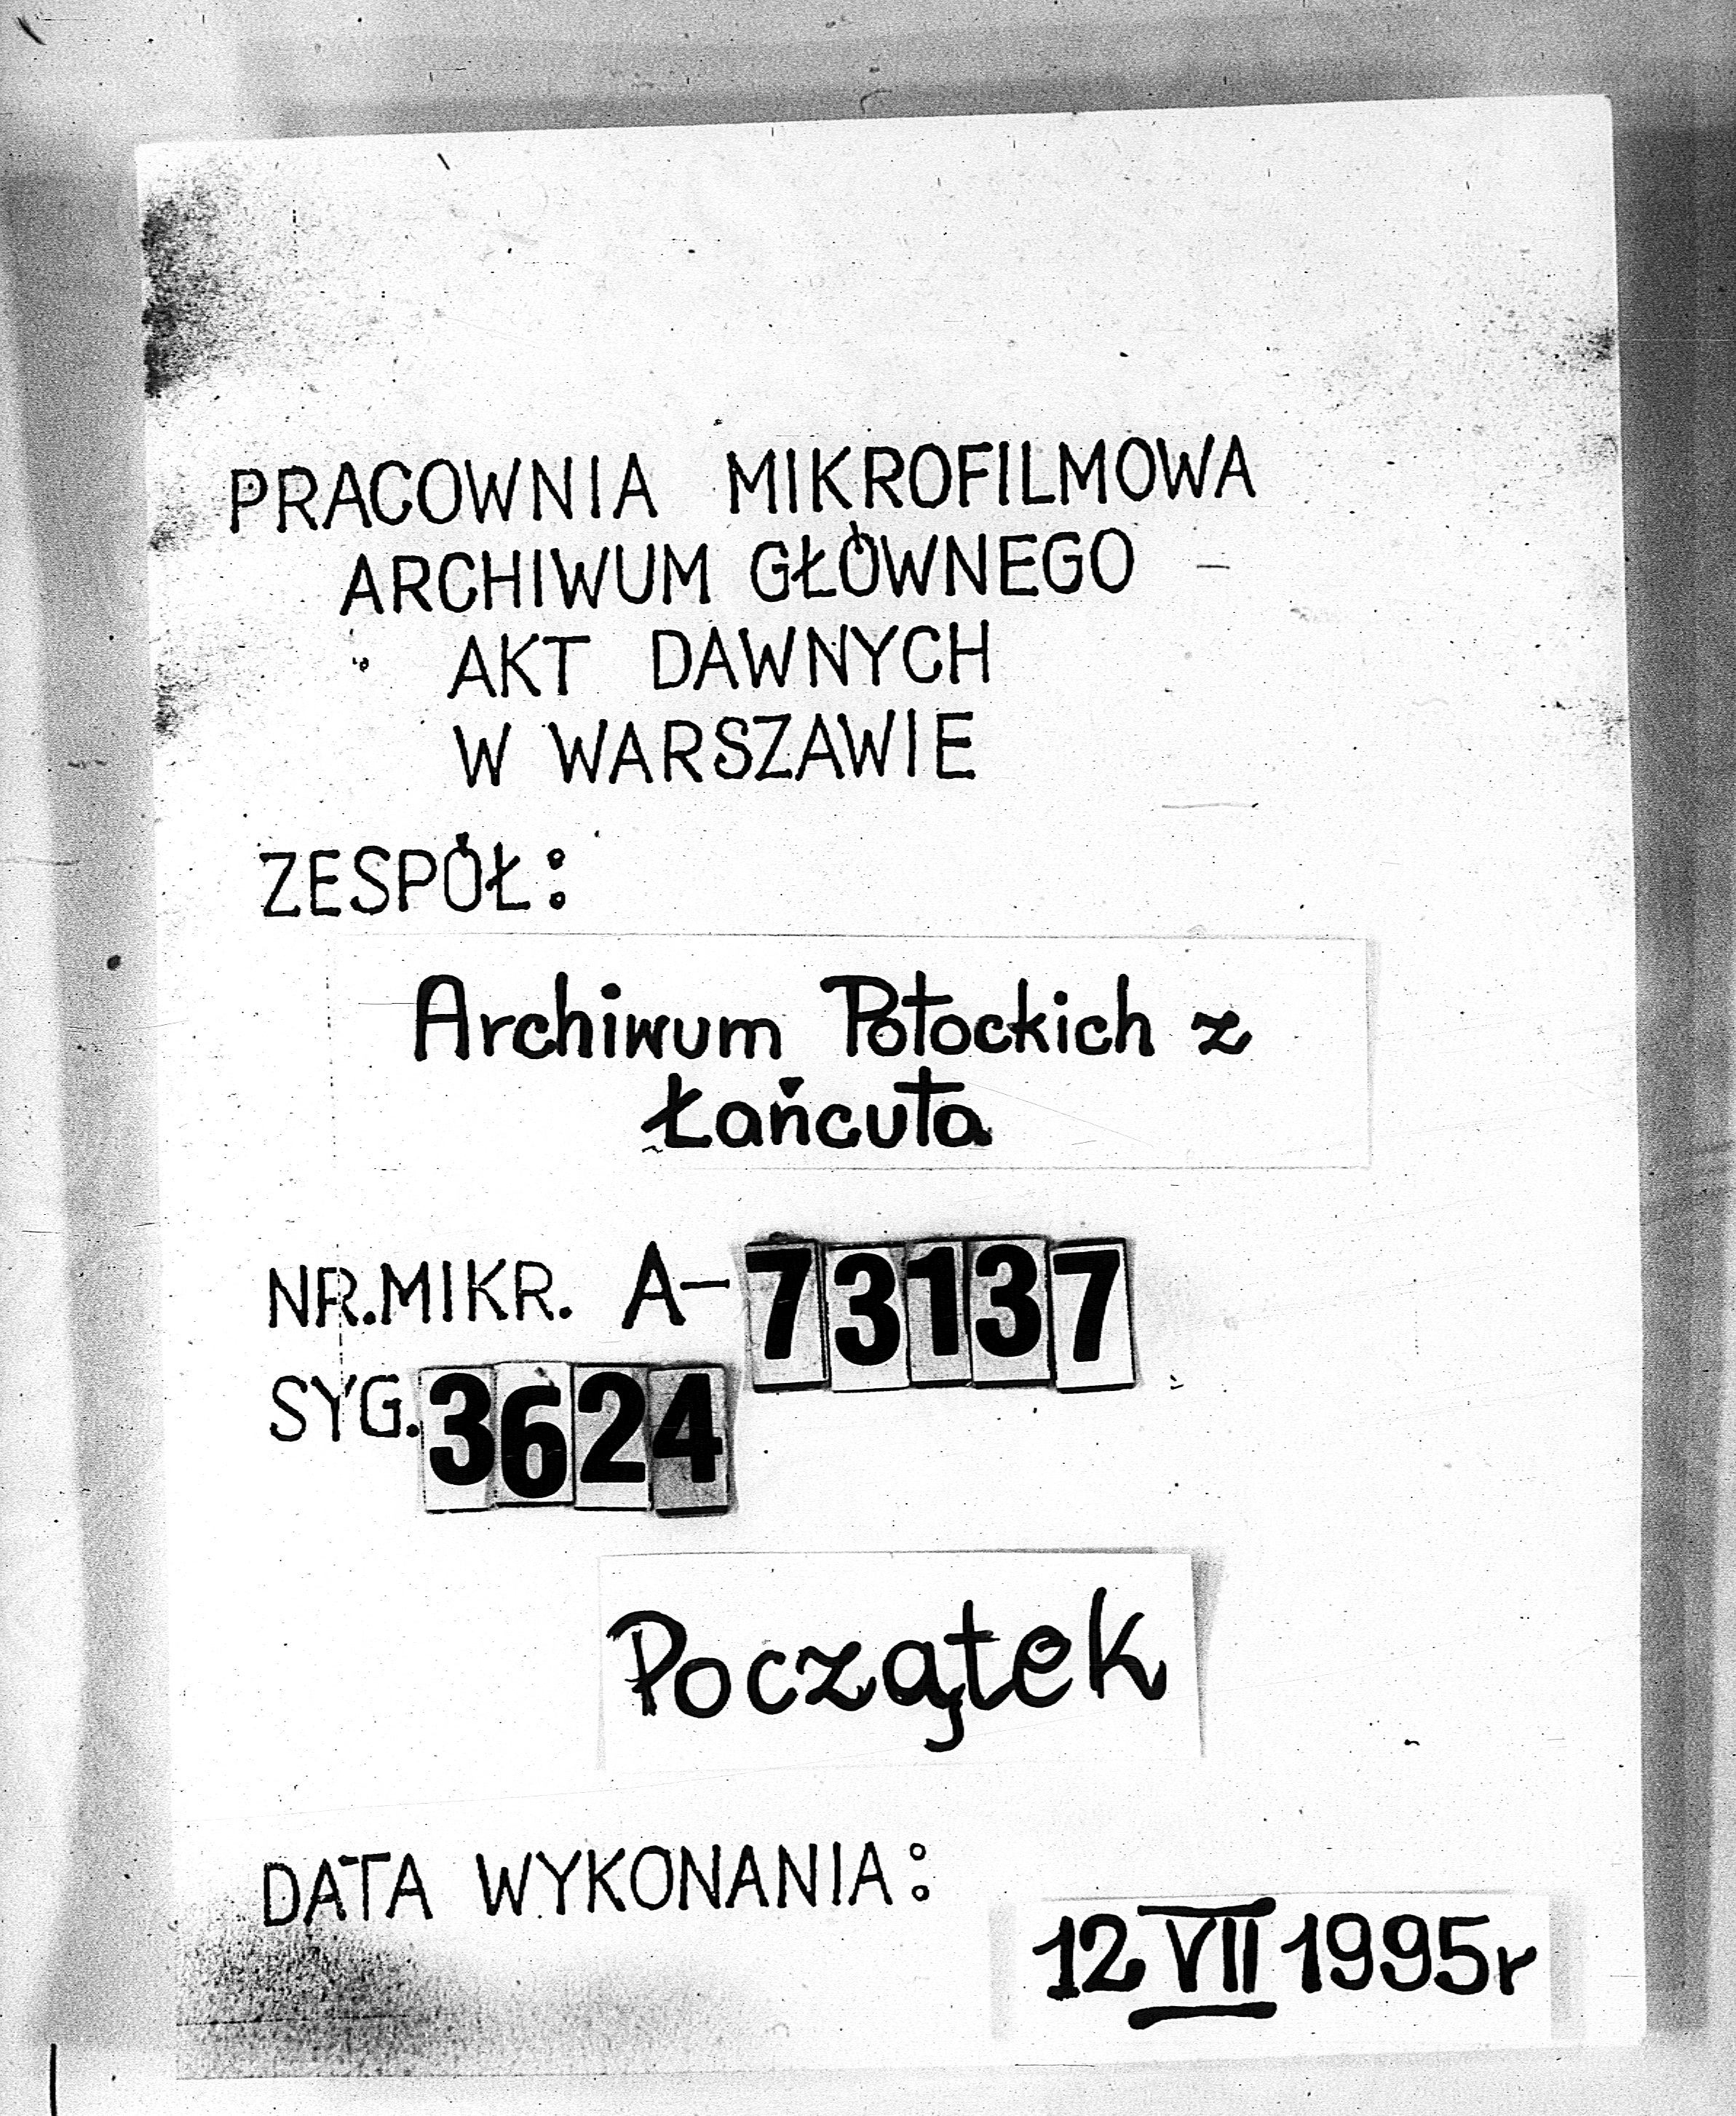 PRACOWNIA MIKROFILMOWA
ARCHIWUM GŁÓWNEGO
AKT DAWNYCH
W WARSZAWIE
ZESPÓŁ:
Archiwum Potockich z
Łańcuta
NR.MIKR. A-73137
SYG.3624
Początek
DATA WYKONANIA:
12 VII 1995r